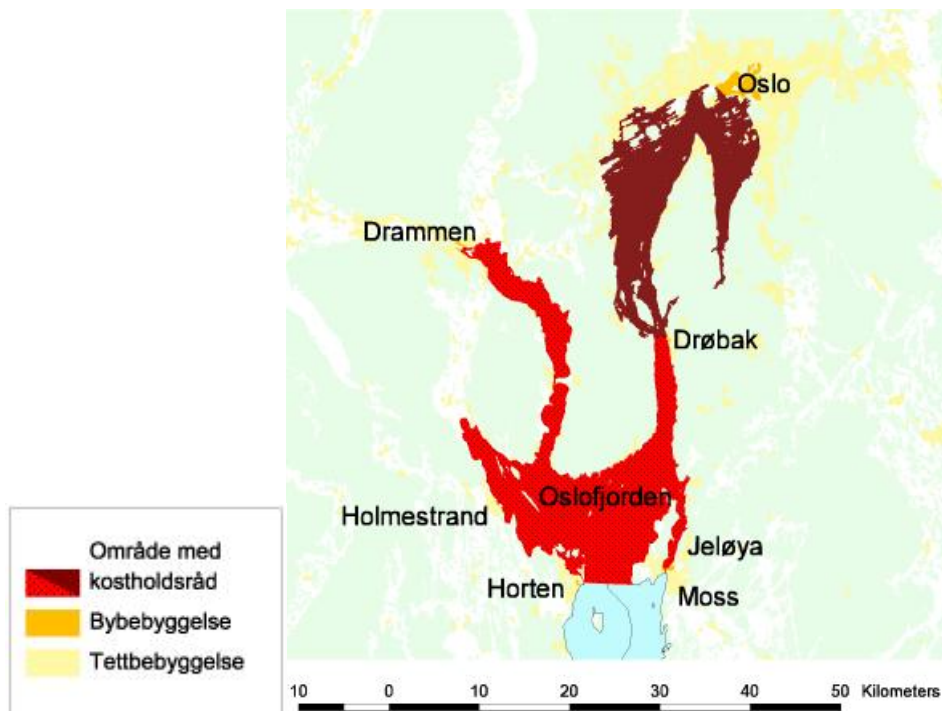 Oslo
Drammen
Drøbak
Oslofjorden
Holmestrand
Jeløya
Horten
Moss
Område med
kostholdsråd
Bybebyggelse
Tettbebyggelse
10 0 10 20 30 40 50 Kilometers